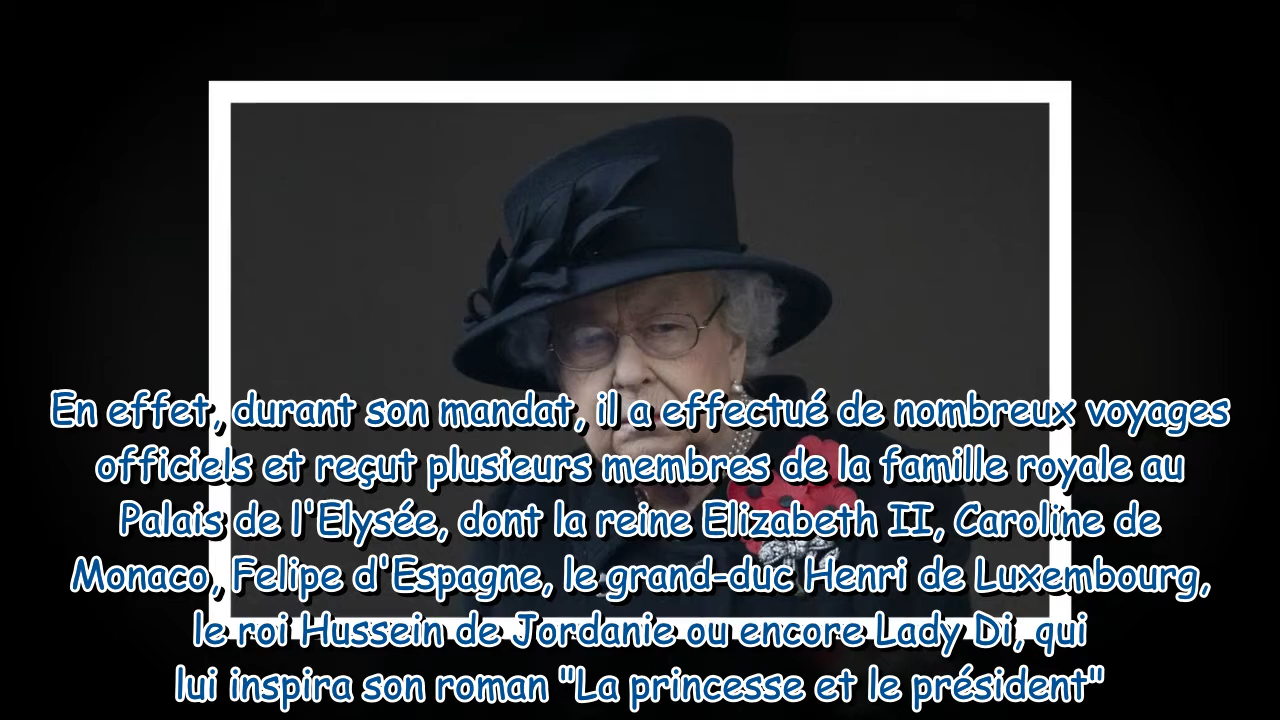 En effet, durant son mandat, il a effectué de nombreux voyages
officiels et reçut plusieurs membres de la famille royale au
Palais de l'Elysée, dont la reine Elizabeth II, Caroline de
Monaco, Felipe d'Espagne, le grand-duc Henri de Luxembourg,
le roi Hussein de Jordanie ou encore Lady Di, qui
lui inspira son roman "La princesse et le président"